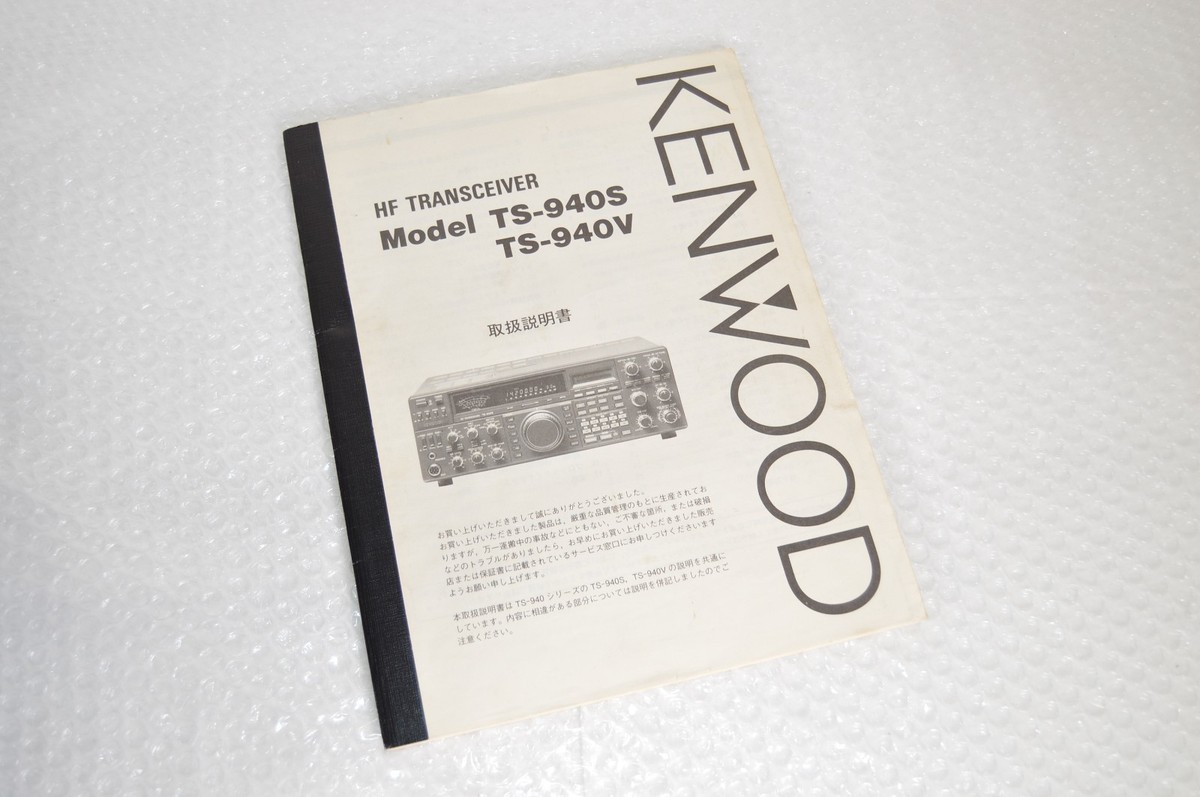 KENWOOD
HF TRANSCEIVER
Model TS-940S
TS-940V
取扱説明書
お買い上げいただきまして誠にありがとうございました。
お買い上げいただきました製品は、厳重な品質管理のもとに生産されてお
りますが、万一運搬中の事故などにともない、ご不審な箇所、または破損
などのトラブルがありましたら、お早めにお買い上げいただきました販売
店または保証書に記載されているサービス窓口にお申しつけくださいます
ようお願い申し上げます。
本取扱説明書は TS-940 シリーズの TS-940S, TS-940V の説明を共通に
しています。内容に相違がある部分については説明を併記しましたのでご
注意ください。